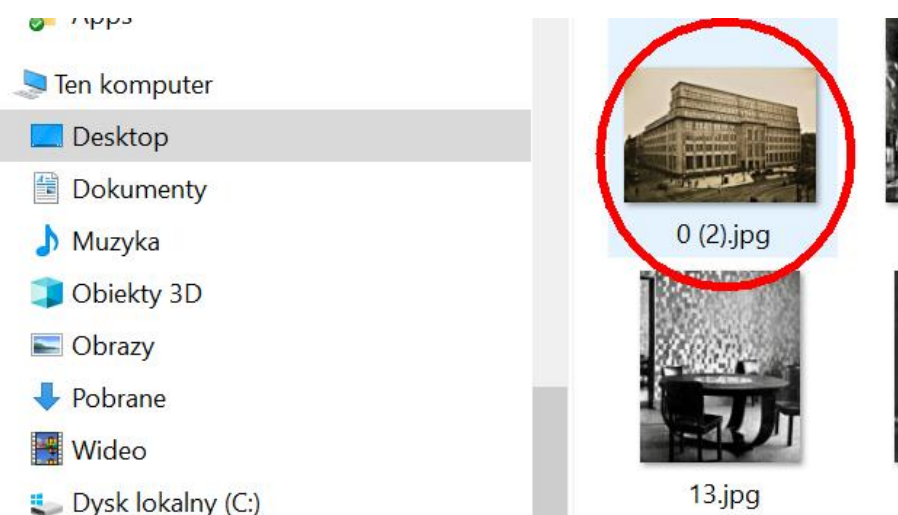 Apps
Ten komputer
Desktop
Dokumenty
Muzyka
Obiekty 3D
Obrazy
Pobrane
Wideo
Dysk lokalny (C:)
0 (2).jpg
13.jpg